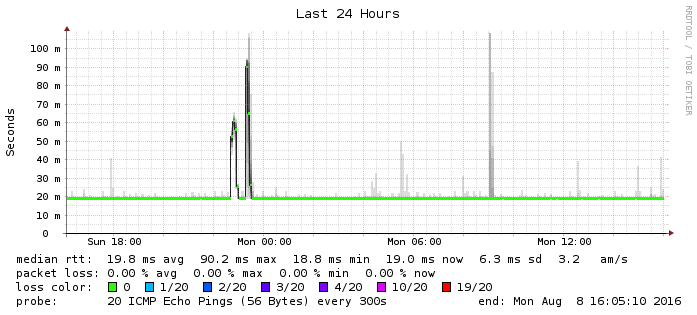 Last 24 Hours
RRDTOOL / TOBI OETIKER
Seconds
100 m
90 m
80 m
70 m
60 m
50 m
40 m
30 m
20 m
10 m
0
Sun 18:00 Mon 00:00 Mon 06:00 Mon 12:00
median rtt: 19.8 ms avg 90.2 ms max 18.8 ms min 19.0 ms now 6.3 ms sd 3.2 am/s
packet loss: 0.00 % avg 0.00 % max 0.00 % min 0.00 % now
loss color: 0 1/20 2/20 3/20 4/20 10/20 19/20
probe: 20 ICMP Echo Pings (56 Bytes) every 300s end: Mon Aug 8 16:05:10 2016